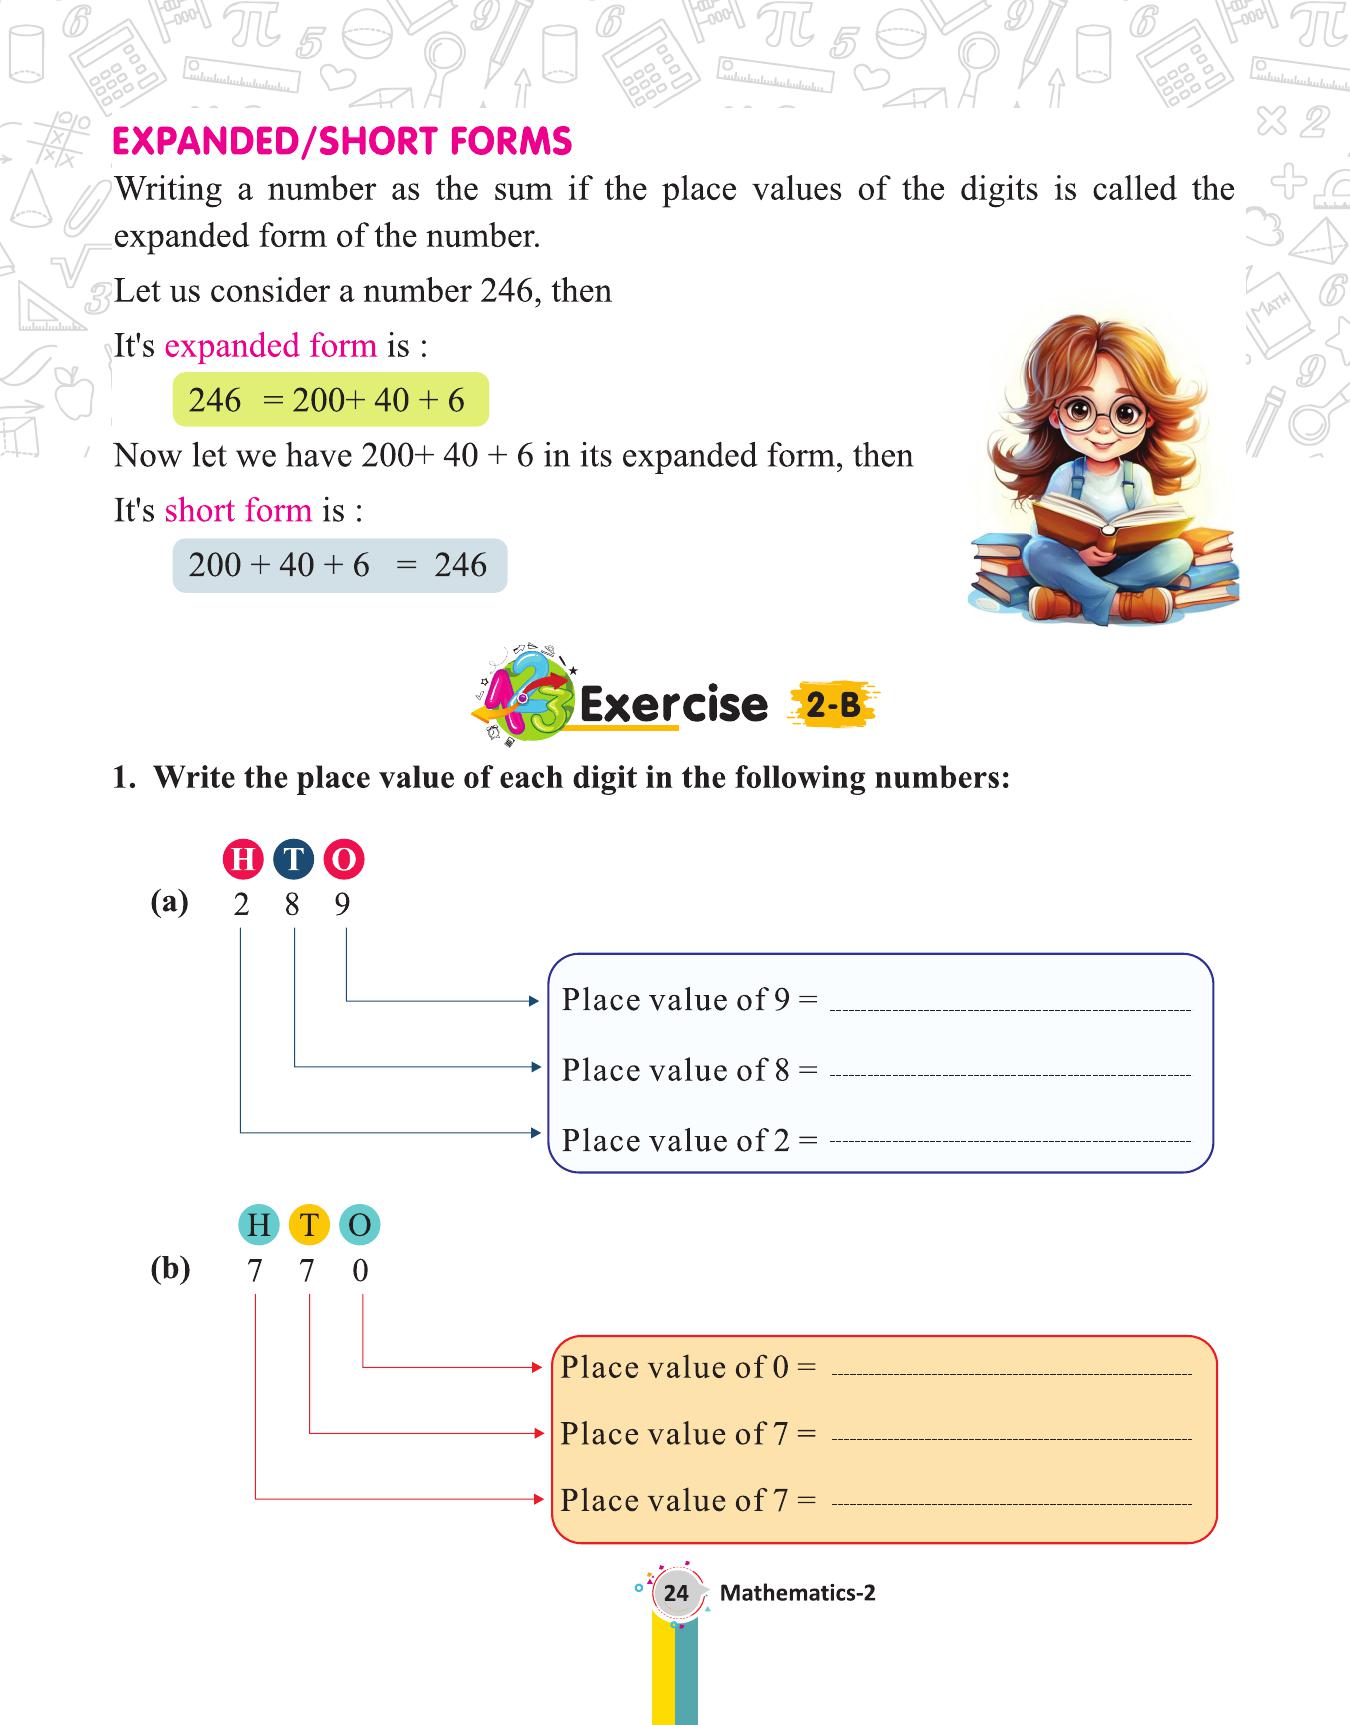 EXPANDED/SHORT FORMS
Writing a number as the sum if the place values of the digits is called the
expanded form of the number.
Let us consider a number 246, then
It's expanded form is :
246 = 200+ 40 + 6
Now let we have 200+ 40 + 6 in its expanded form, then
It's short form is :
200 + 40 + 6 = 246
123
Exercise 2-B
1. Write the place value of each digit in the following numbers:
H T O
(a) 2 8 9
Place value of 9 =
Place value of 8 =
Place value of 2 =
H T O
(b) 7 7 0
Place value of 0 =
Place value of 7 =
Place value of 7 =
24 Mathematics-2